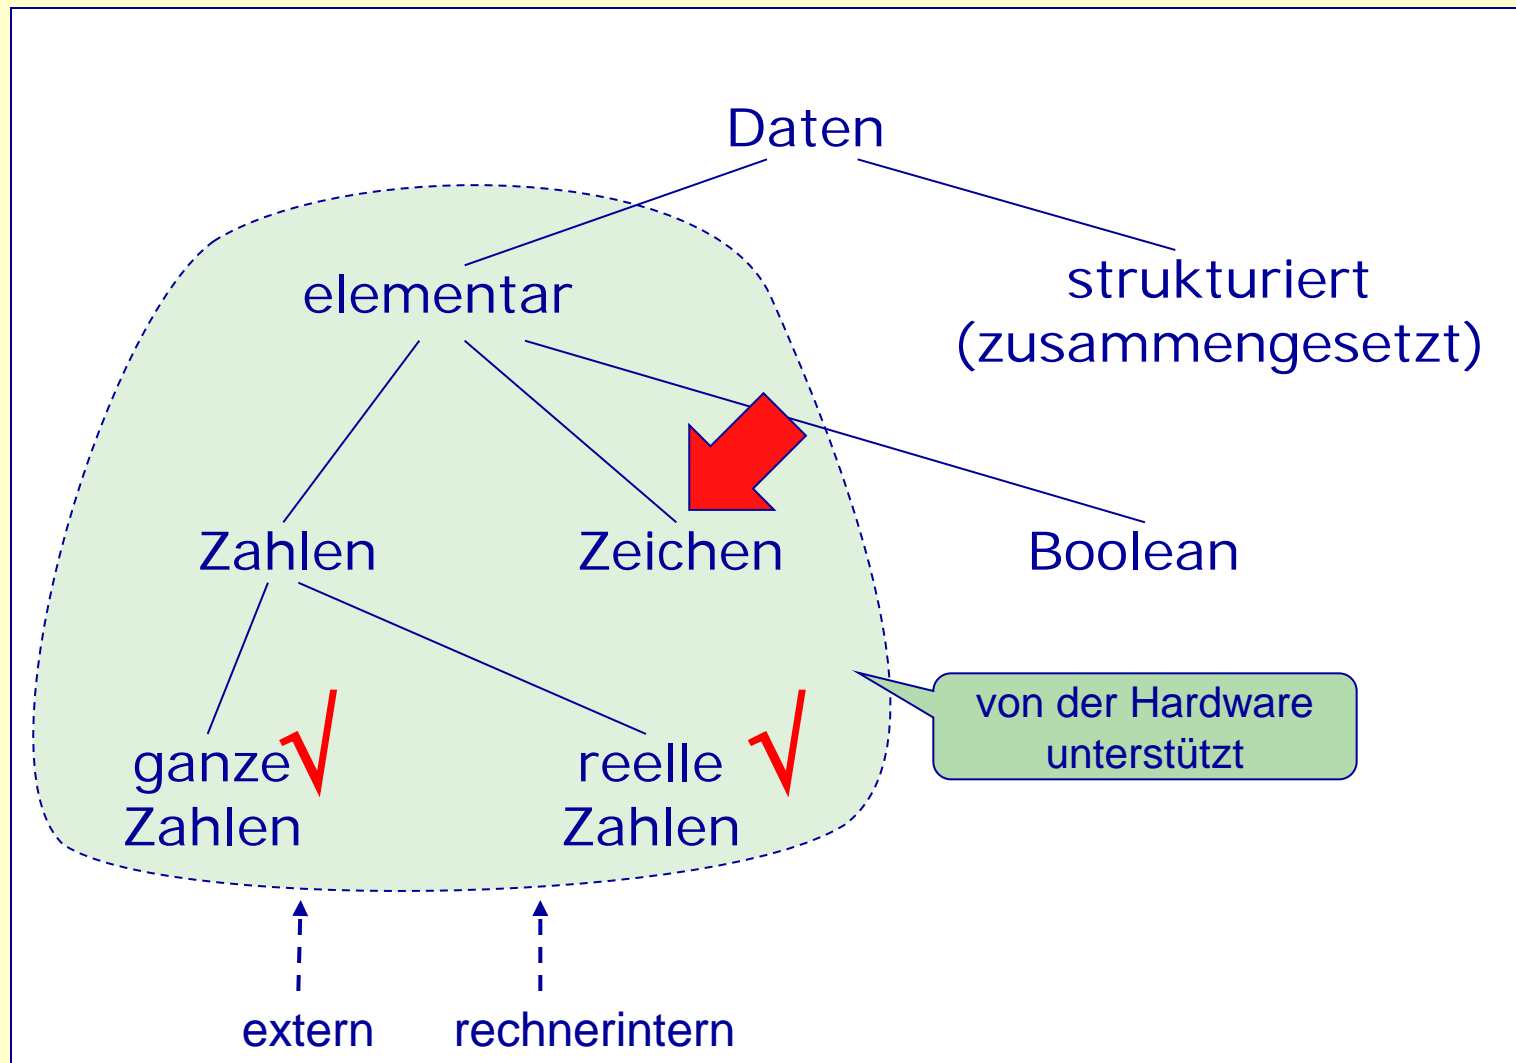 Daten
elementar
strukturiert
(zusammengesetzt)
Zahlen
Zeichen
Boolean
ganze
Zahlen
reelle
Zahlen
von der Hardware
unterstützt
extern
rechnerintern